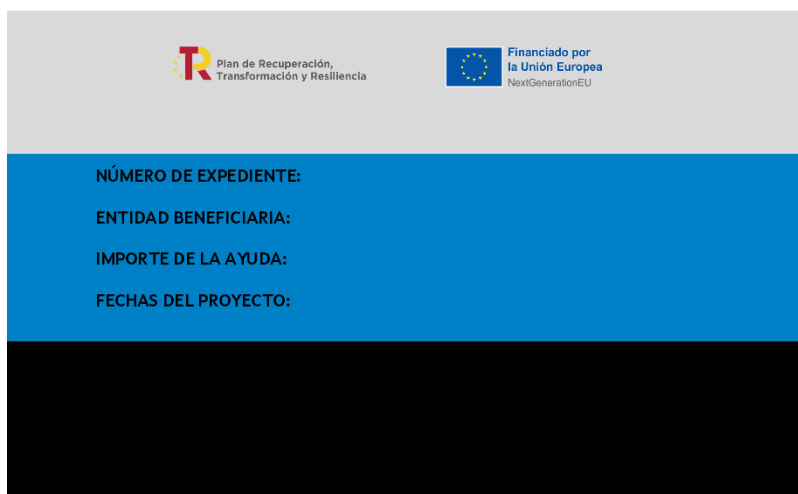 Plan de Recuperación,
Transformación y Resiliencia
Financiado por
la Unión Europea
NextGenerationEU
NÚMERO DE EXPEDIENTE:
ENTIDAD BENEFICIARIA:
IMPORTE DE LA AYUDA:
FECHAS DEL PROYECTO: